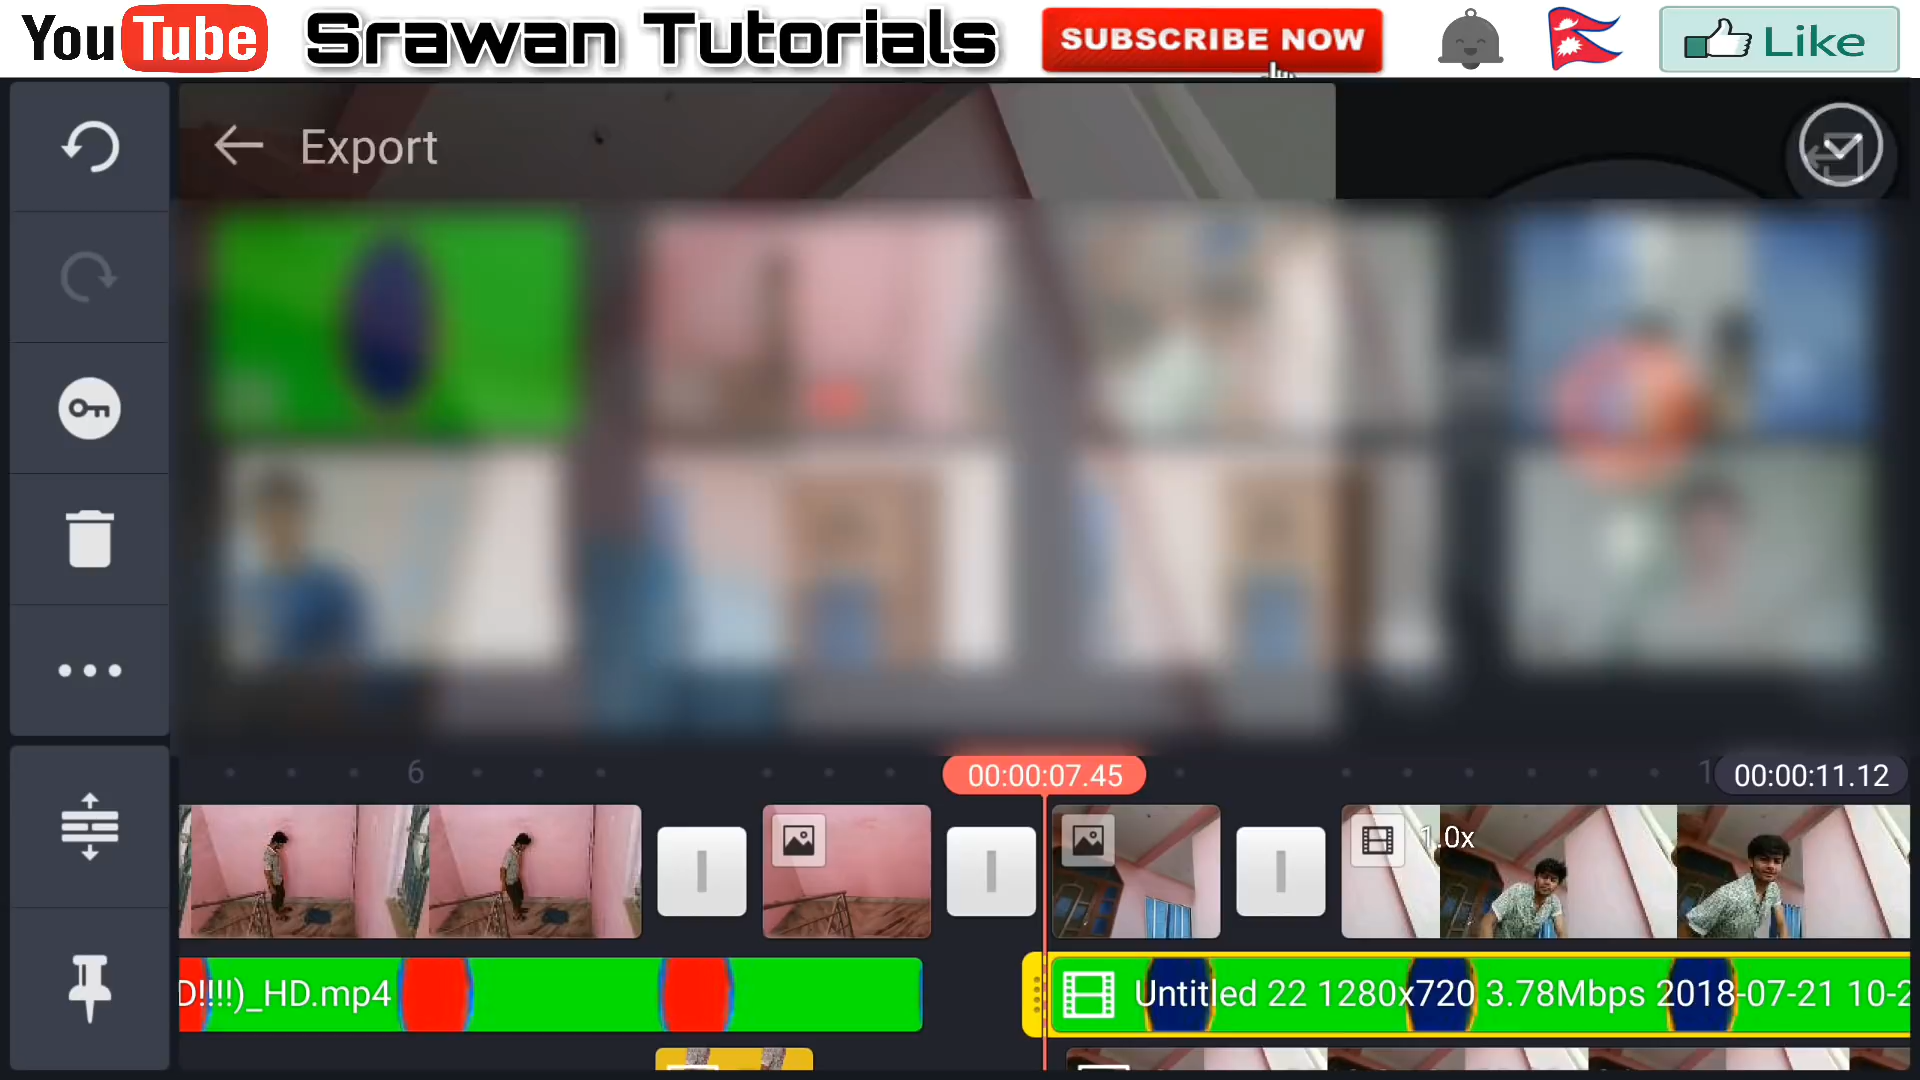 YouTube Srawan Tutorials SUBSCRIBE NOW Like
Export
6 00:00:07.45 1 00:00:11.12
1.0x
D!!!!)_HD.mp4 Untitled 22 1280x720 3.78Mbps 2018-07-21 10-2